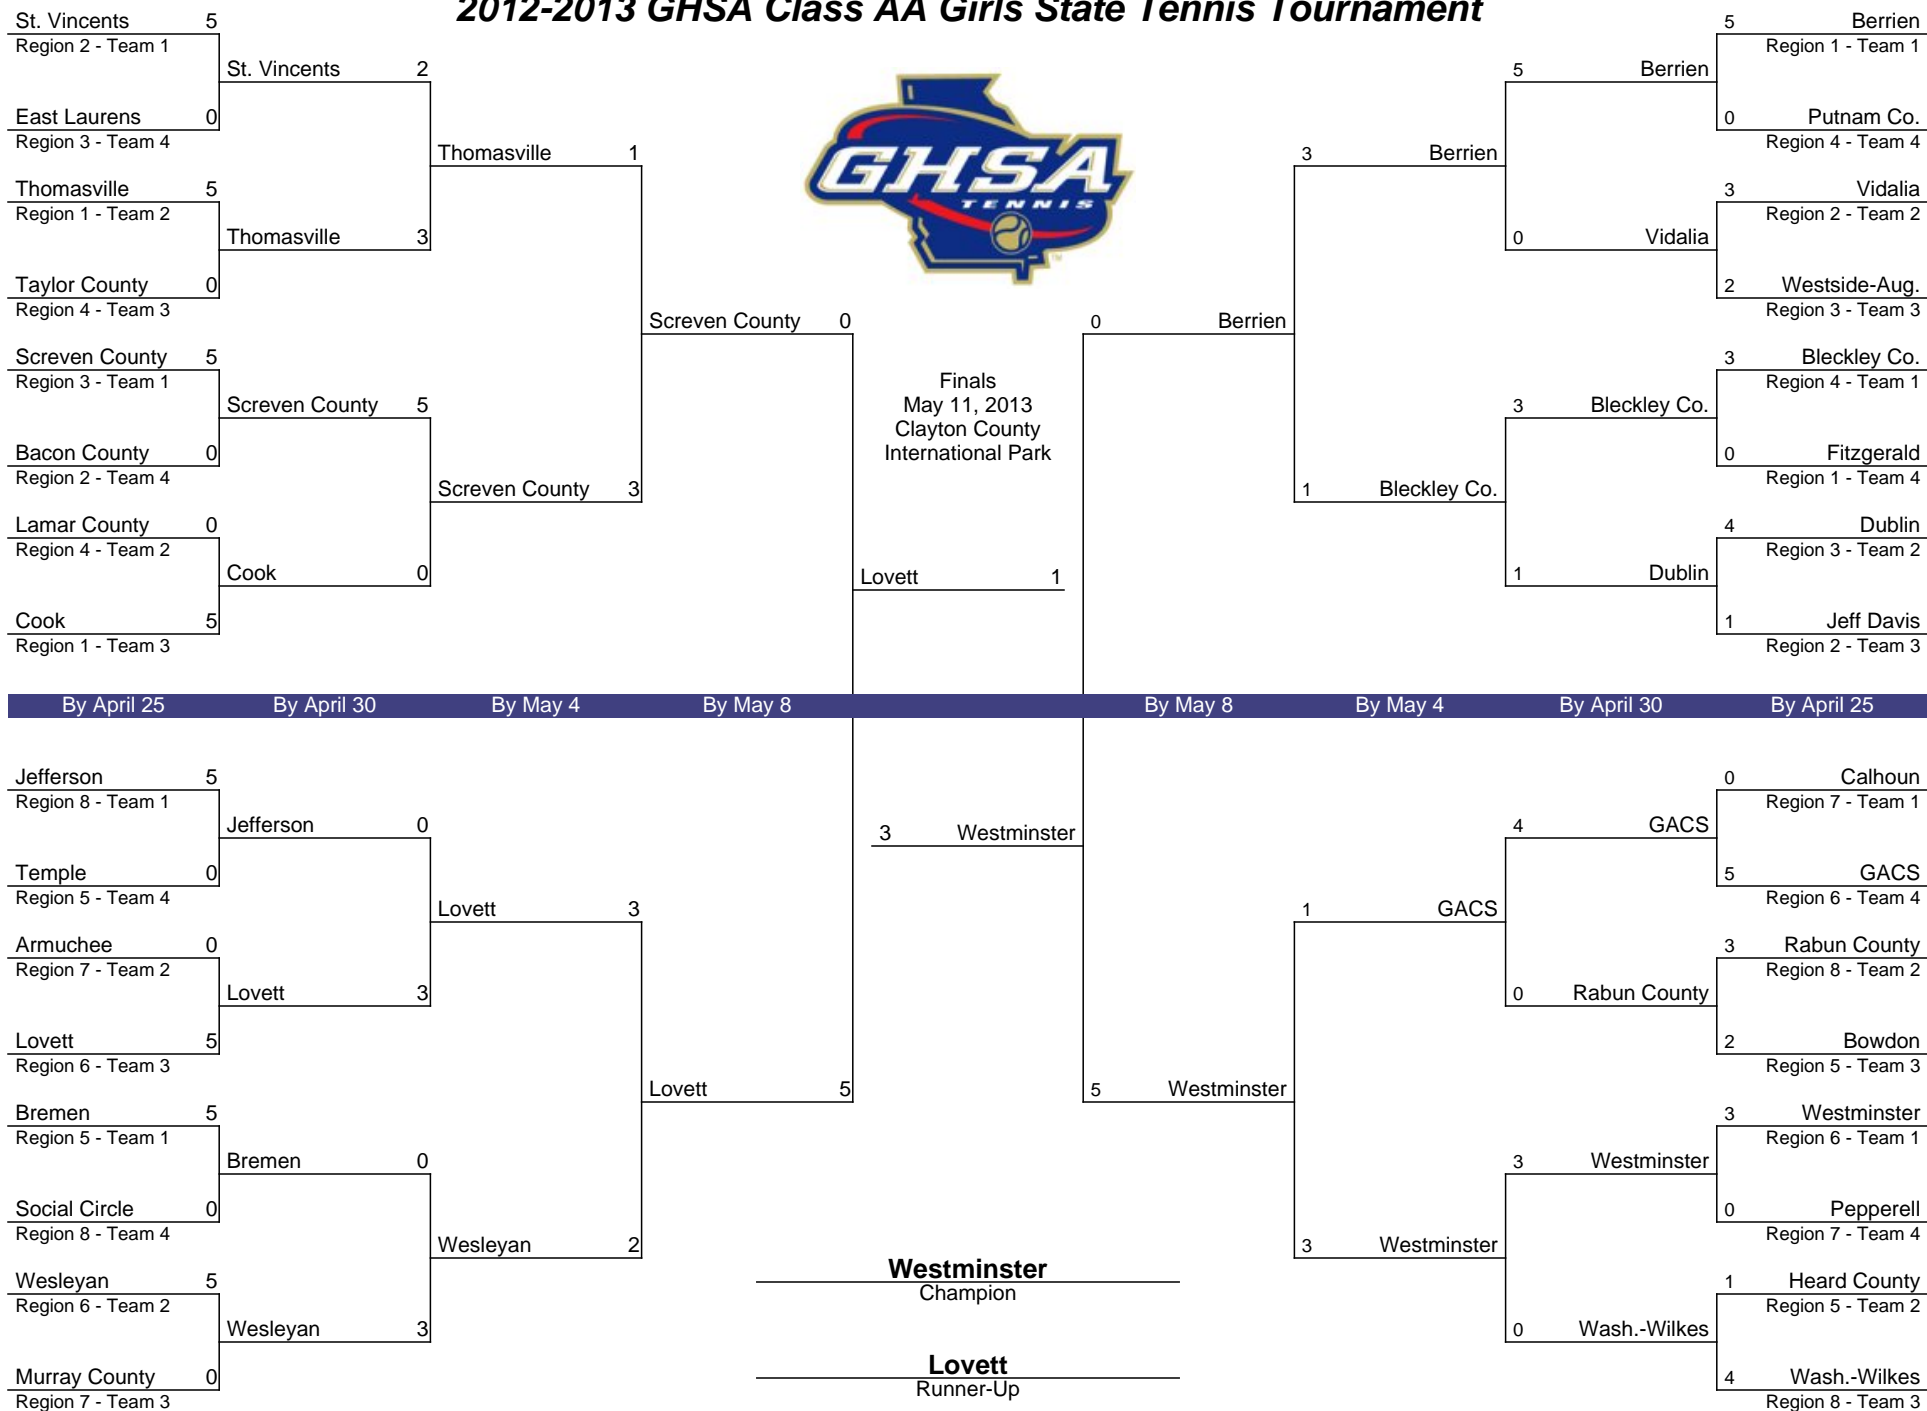 2012-2013 GHSA Class AA Girls State Tennis Tournament
St. Vincents 5
Region 2 - Team 1
St. Vincents 2
East Laurens 0
Region 3 - Team 4
Thomasville 1
Thomasville 5
Region 1 - Team 2
Thomasville 3
Taylor County 0
Region 4 - Team 3
Screven County 0
Screven County 5
Region 3 - Team 1
Screven County 5
Bacon County 0
Region 2 - Team 4
Screven County 3
Lamar County 0
Region 4 - Team 2
Cook 0
Cook 5
Region 1 - Team 3
GHSA
TENNIS
TM
Finals
May 11, 2013
Clayton County
International Park
Lovett 1
5 Berrien
Region 1 - Team 1
5 Berrien
0 Putnam Co.
Region 4 - Team 4
3 Berrien
3 Vidalia
Region 2 - Team 2
0 Vidalia
2 Westside-Aug.
Region 3 - Team 3
0 Berrien
3 Bleckley Co.
Region 4 - Team 1
3 Bleckley Co.
0 Fitzgerald
Region 1 - Team 4
1 Bleckley Co.
4 Dublin
Region 3 - Team 2
1 Dublin
1 Jeff Davis
Region 2 - Team 3
By April 25 By April 30 By May 4 By May 8 By May 8 By May 4 By April 30 By April 25
Jefferson 5
Region 8 - Team 1
Jefferson 0
Temple 0
Region 5 - Team 4
Lovett 3
Armuchee 0
Region 7 - Team 2
Lovett 3
Lovett 5
Region 6 - Team 3
Lovett 5
Bremen 5
Region 5 - Team 1
Bremen 0
Social Circle 0
Region 8 - Team 4
Wesleyan 2
Wesleyan 5
Region 6 - Team 2
Wesleyan 3
Murray County 0
Region 7 - Team 3
3 Westminster
Westminster
Champion
Lovett
Runner-Up
0 Calhoun
Region 7 - Team 1
4 GACS
5 GACS
Region 6 - Team 4
1 GACS
3 Rabun County
Region 8 - Team 2
0 Rabun County
2 Bowdon
Region 5 - Team 3
5 Westminster
3 Westminster
Region 6 - Team 1
3 Westminster
0 Pepperell
Region 7 - Team 4
3 Westminster
1 Heard County
Region 5 - Team 2
0 Wash.-Wilkes
4 Wash.-Wilkes
Region 8 - Team 3